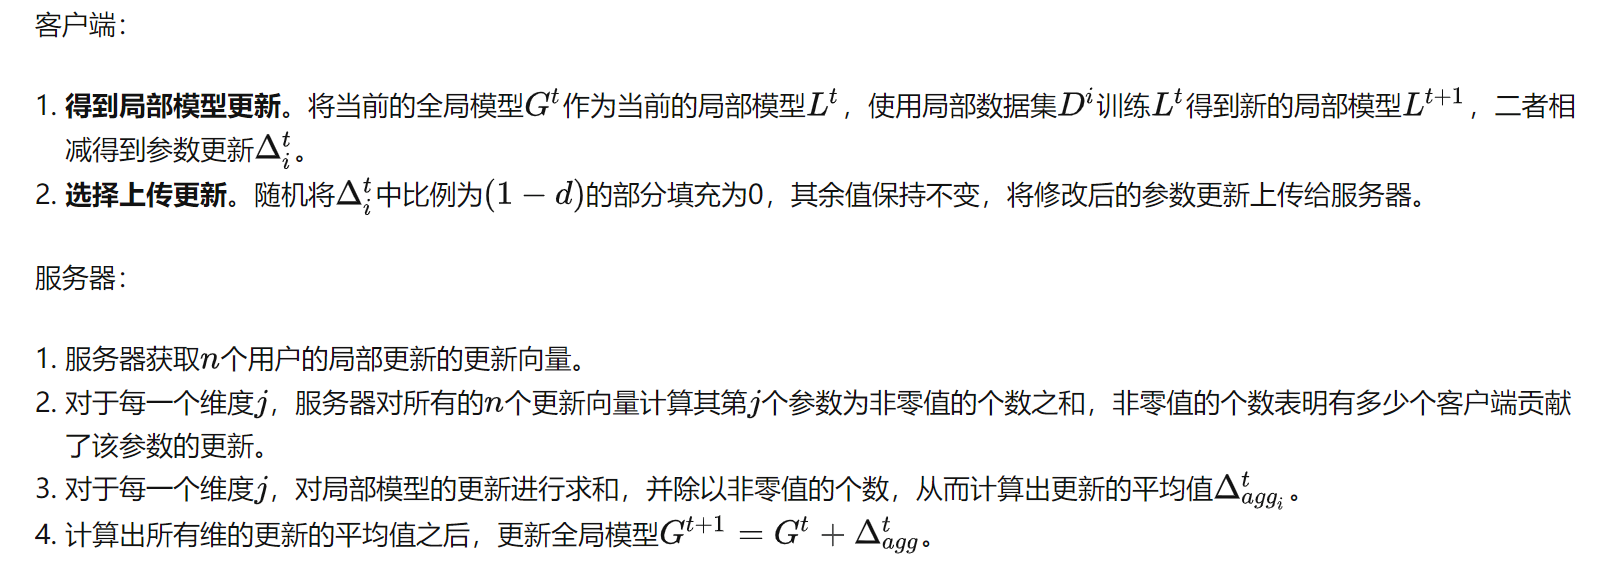 客户端：
1. 得到局部模型更新。将当前的全局模型$G^t$作为当前的局部模型$L^t$，使用局部数据集$D^i$训练$L^t$得到新的局部模型$L^{t+1}$，二者相
减得到参数更新$\Delta_i^t$。
2. 选择上传更新。随机将$\Delta_i^t$中比例为$(1-d)$的部分填充为0，其余值保持不变，将修改后的参数更新上传给服务器。
服务器：
1. 服务器获取$n$个用户的局部更新的更新向量。
2. 对于每一个维度$j$，服务器对所有的$n$个更新向量计算其第$j$个参数为非零值的个数之和，非零值的个数表明有多少个客户端贡献
了该参数的更新。
3. 对于每一个维度$j$，对局部模型的更新进行求和，并除以非零值的个数，从而计算出更新的平均值$\Delta_{agg_i}^t$。
4. 计算出所有维的更新的平均值之后，更新全局模型$G^{t+1} = G^t + \Delta_{agg}^t$。